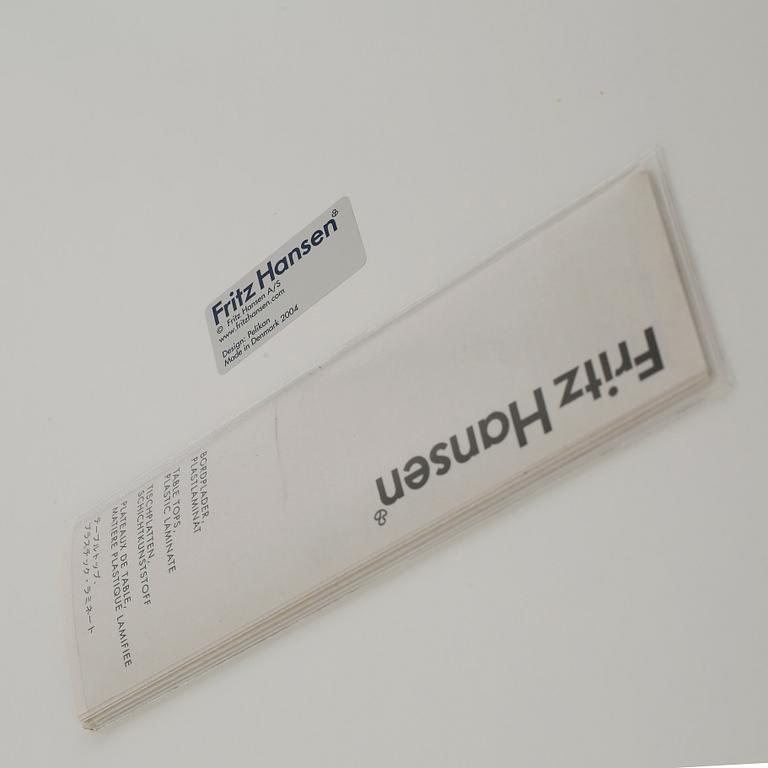 Fritz Hansen
© Fritz Hansen A/S
www.fritzhansen.com
Design: Pelikan
Made in Denmark 2004
Fritz Hansen
BORDPLADER,
PLASTLAMINAT
TABLE TOPS,
PLASTIC LAMINATE
TISCHPLATTEN,
SCHICHTKUNSTSTOFF
PLATEAUX DE TABLE,
MATIERE PLASTIQUE LAMIFIEE
テーブルトップ、
プラスチック・ラミネート